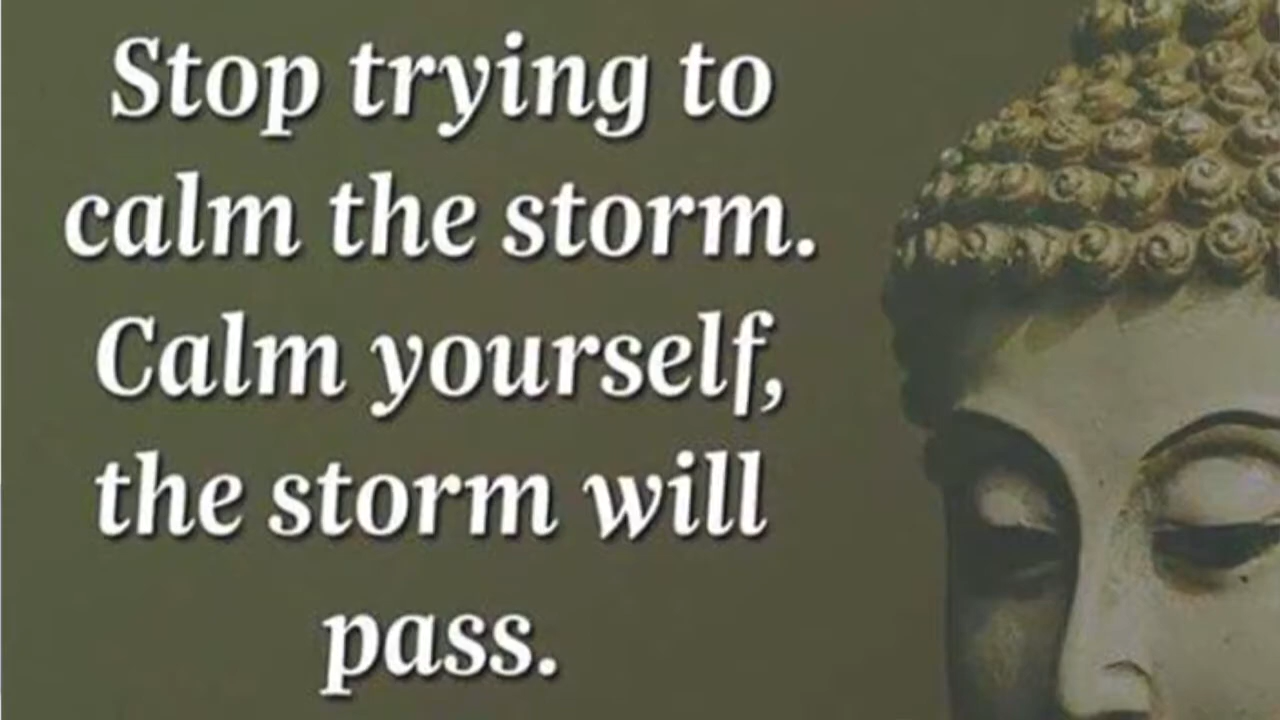 Stop trying to
calm the storm.
Calm yourself,
the storm will
pass.